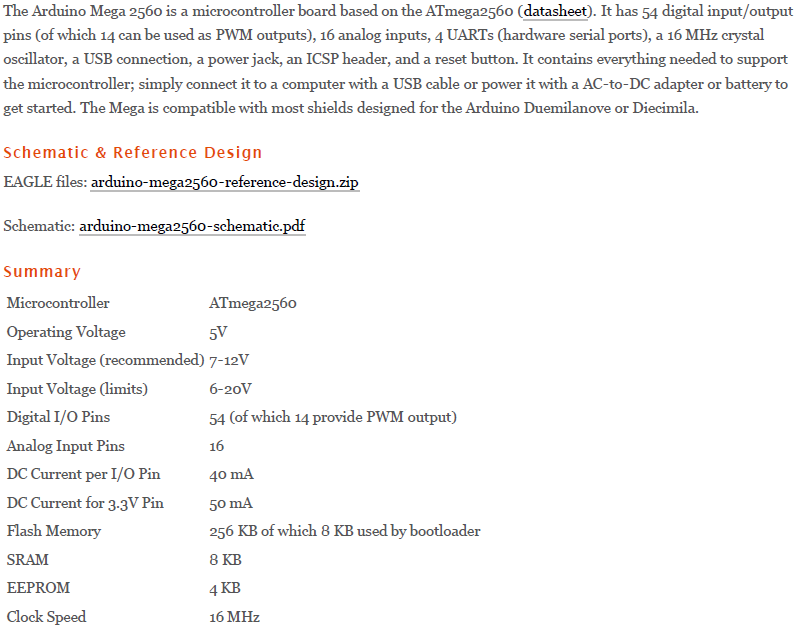 The Arduino Mega 2560 is a microcontroller board based on the ATmega2560 (datasheet). It has 54 digital input/output
pins (of which 14 can be used as PWM outputs), 16 analog inputs, 4 UARTs (hardware serial ports), a 16 MHz crystal
oscillator, a USB connection, a power jack, an ICSP header, and a reset button. It contains everything needed to support
the microcontroller; simply connect it to a computer with a USB cable or power it with a AC-to-DC adapter or battery to
get started. The Mega is compatible with most shields designed for the Arduino Duemilanove or Diecimila.
Schematic & Reference Design
EAGLE files: arduino-mega2560-reference-design.zip
Schematic: arduino-mega2560-schematic.pdf
Summary
Microcontroller ATmega2560
Operating Voltage 5V
Input Voltage (recommended) 7-12V
Input Voltage (limits) 6-20V
Digital I/O Pins 54 (of which 14 provide PWM output)
Analog Input Pins 16
DC Current per I/O Pin 40 mA
DC Current for 3.3V Pin 50 mA
Flash Memory 256 KB of which 8 KB used by bootloader
SRAM 8 KB
EEPROM 4 KB
Clock Speed 16 MHz